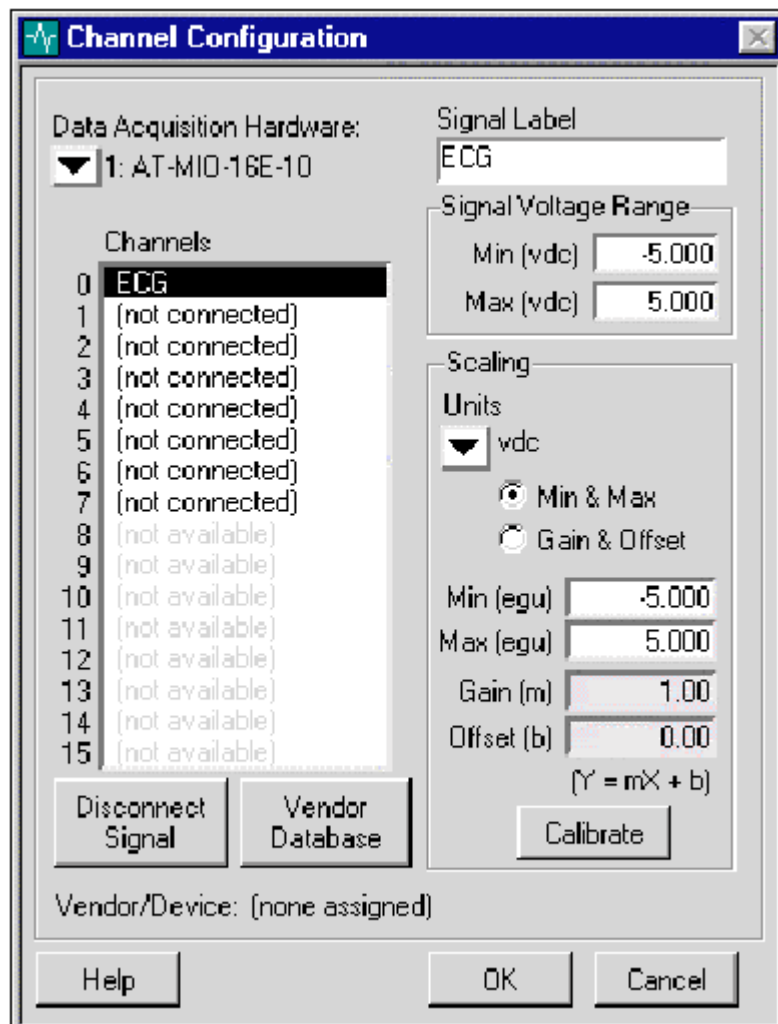 Channel Configuration
Data Acquisition Hardware:
1: AT-MIO-16E-10
Channels
0 ECG
1 (not connected)
2 (not connected)
3 (not connected)
4 (not connected)
5 (not connected)
6 (not connected)
7 (not connected)
8 (not available)
9 (not available)
10 (not available)
11 (not available)
12 (not available)
13 (not available)
14 (not available)
15 (not available)
Disconnect
Signal
Vendor
Database
Signal Label
ECG
Signal Voltage Range
Min (vdc) -5.000
Max (vdc) 5.000
Scaling
Units
vdc
Min & Max
Gain & Offset
Min (egu) -5.000
Max (egu) 5.000
Gain (m) 1.00
Offset (b) 0.00
(Y = mX + b)
Calibrate
Vendor/Device: (none assigned)
Help
OK
Cancel